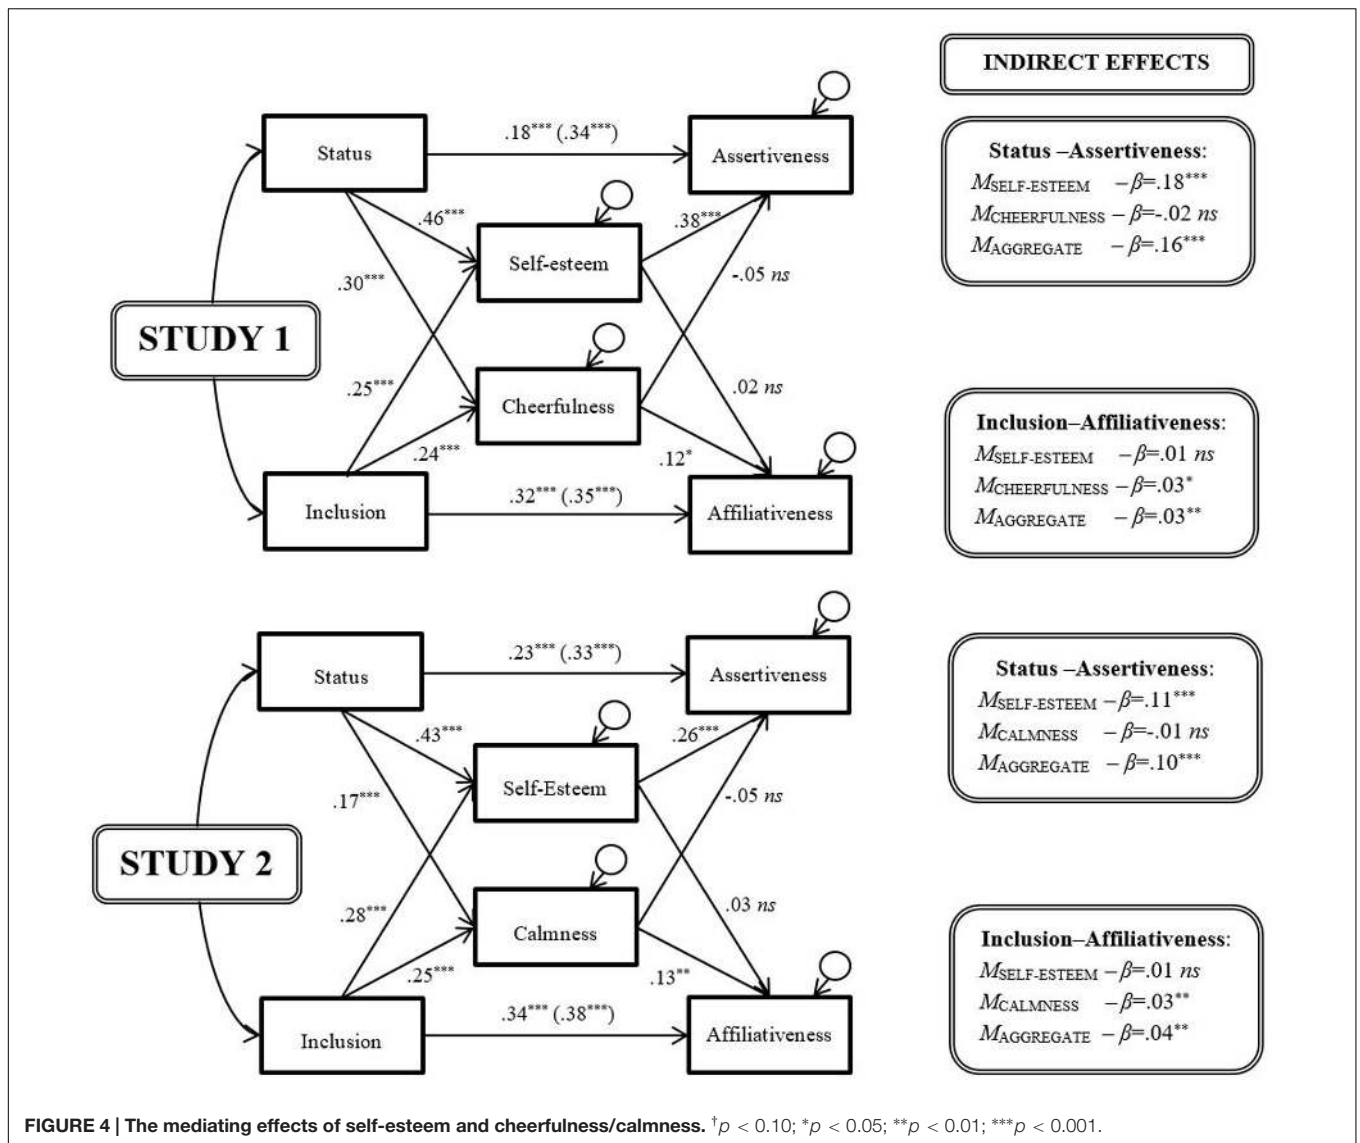 INDIRECT EFFECTS
STUDY 1
Status
.18*** (.34***)
Assertiveness
.46***
.38***
Self-esteem
.30***
-.05 ns
Cheerfulness
.25***
.02 ns
.24***
.12*
Inclusion
.32*** (.35***)
Affiliativeness
Status –Assertiveness:
MSELF-ESTEEM –β=.18***
MCHEERFULNESS –β=-.02 ns
MAGGREGATE –β=.16***
Inclusion–Affiliativeness:
MSELF-ESTEEM –β=.01 ns
MCHEERFULNESS –β=.03*
MAGGREGATE –β=.03**
STUDY 2
Status
.23*** (.33***)
Assertiveness
.43***
.26***
Self-Esteem
.17***
-.05 ns
Calmness
.28***
.03 ns
.25***
.13**
Inclusion
.34*** (.38***)
Affiliativeness
Status –Assertiveness:
MSELF-ESTEEM –β=.11***
MCALMNESS –β=-.01 ns
MAGGREGATE –β=.10***
Inclusion–Affiliativeness:
MSELF-ESTEEM –β=.01 ns
MCALMNESS –β=.03**
MAGGREGATE –β=.04**
FIGURE 4 | The mediating effects of self-esteem and cheerfulness/calmness. †p < 0.10; *p < 0.05; **p < 0.01; ***p < 0.001.